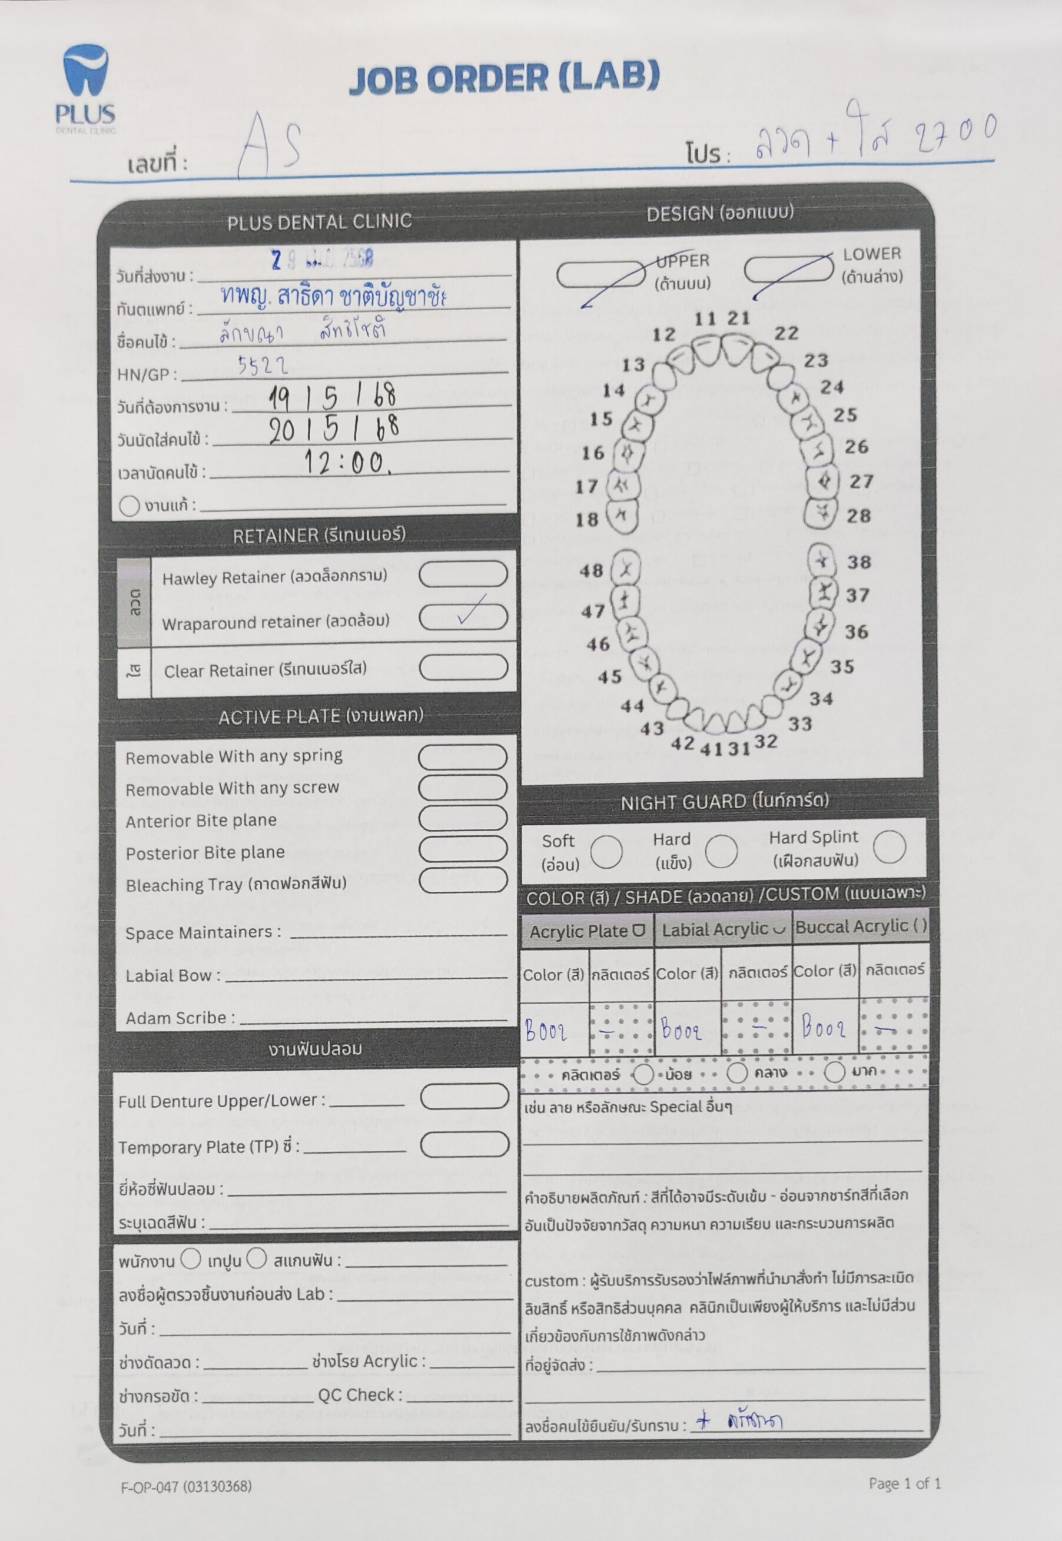 PLUS
DENTAL CLINIC
JOB ORDER (LAB)
เลขที่ : AS
โปร : ลวด + ใส 2700
PLUS DENTAL CLINIC
วันที่ส่งงาน : 2568
ทันตแพทย์ : ทพญ. สาธิดา ชาติบัญชาชัย
ชื่อคนไข้ : ลักขณา สิทธิโชติ
HN/GP : 5522
วันที่ต้องการงาน : 19 / 5 / 68
วันนัดใส่คนไข้ : 20 / 5 / 68
เวลานัดคนไข้ : 12:00.
งานแก้ :
RETAINER (รีเทนเนอร์)
ลวด
Hawley Retainer (ลวดล็อกกราม)
Wraparound retainer (ลวดล้อม) ✓
ใส
Clear Retainer (รีเทนเนอร์ใส)
ACTIVE PLATE (งานเพลท)
Removable With any spring
Removable With any screw
Anterior Bite plane
Posterior Bite plane
Bleaching Tray (ถาดฟอกสีฟัน)
Space Maintainers :
Labial Bow :
Adam Scribe :
งานฟันปลอม
Full Denture Upper/Lower :
Temporary Plate (TP) ซี่ :
ยี่ห้อซี่ฟันปลอม :
ระบุเฉดสีฟัน :
พนักงาน เทปูน สแกนฟัน :
ลงชื่อผู้ตรวจชิ้นงานก่อนส่ง Lab :
วันที่ :
ช่างดัดลวด : ช่างโรย Acrylic :
ช่างกรอขัด : QC Check :
วันที่ :
DESIGN (ออกแบบ)
UPPER
(ด้านบน)
LOWER
(ด้านล่าง)
11 21
12 22
13 23
14 24
15 25
16 26
17 27
18 28
48 38
47 37
46 36
45 35
44 34
43 33
42 41 31 32
NIGHT GUARD (ไนท์การ์ด)
Soft
(อ่อน)
Hard
(แข็ง)
Hard Splint
(เฝือกสบฟัน)
COLOR (สี) / SHADE (ลวดลาย) /CUSTOM (แบบเฉพาะ)
Acrylic Plate Labial Acrylic Buccal Acrylic ( )
Color (สี) กลิตเตอร์ Color (สี) กลิตเตอร์ Color (สี) กลิตเตอร์
B002 – B002 – B002 –
กลิตเตอร์ น้อย กลาง มาก
เช่น ลาย หรือลักษณะ Special อื่นๆ
คำอธิบายผลิตภัณฑ์ : สีที่ได้อาจมีระดับเข้ม - อ่อนจากชาร์ทสีที่เลือก
อันเป็นปัจจัยจากวัสดุ ความหนา ความเรียบ และกระบวนการผลิต
custom : ผู้รับบริการรับรองว่าไฟล์ภาพที่นำมาสั่งทำ ไม่มีการละเมิด
ลิขสิทธิ์ หรือสิทธิส่วนบุคคล คลินิกเป็นเพียงผู้ให้บริการ และไม่มีส่วน
เกี่ยวข้องกับการใช้ภาพดังกล่าว
ที่อยู่จัดส่ง :
ลงชื่อคนไข้ยืนยัน/รับทราบ : +
F-OP-047 (03130368)
Page 1 of 1